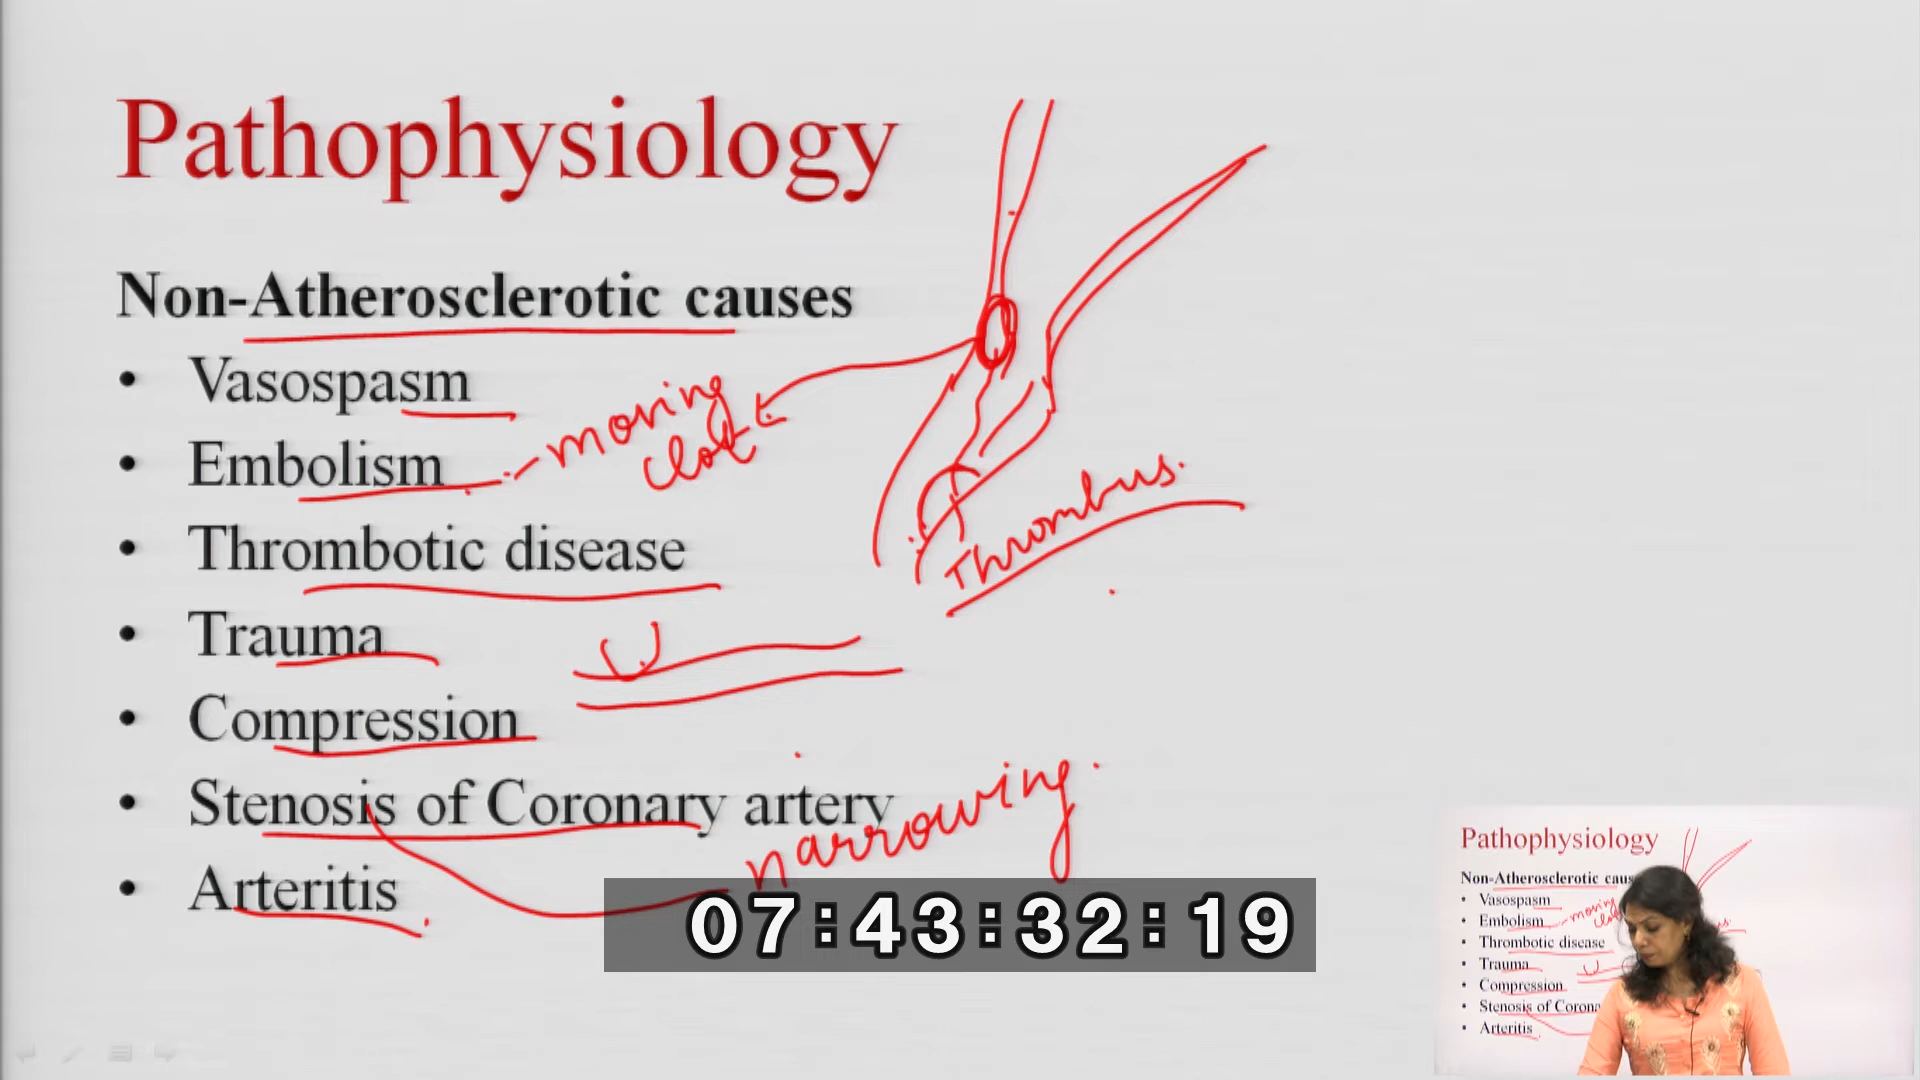 Pathophysiology
Non-Atherosclerotic causes
• Vasospasm
• Embolism
moving
clot
• Thrombotic disease
Thrombus.
• Trauma
• Compression
• Stenosis of Coronary artery
narrowing.
• Arteritis
07:43:32:19
Pathophysiology
Non-Atherosclerotic caus
• Vasospasm
• Embolism
moving
• Thrombotic disease
• Trauma
• Compression
• Stenosis of Corona
• Arteritis